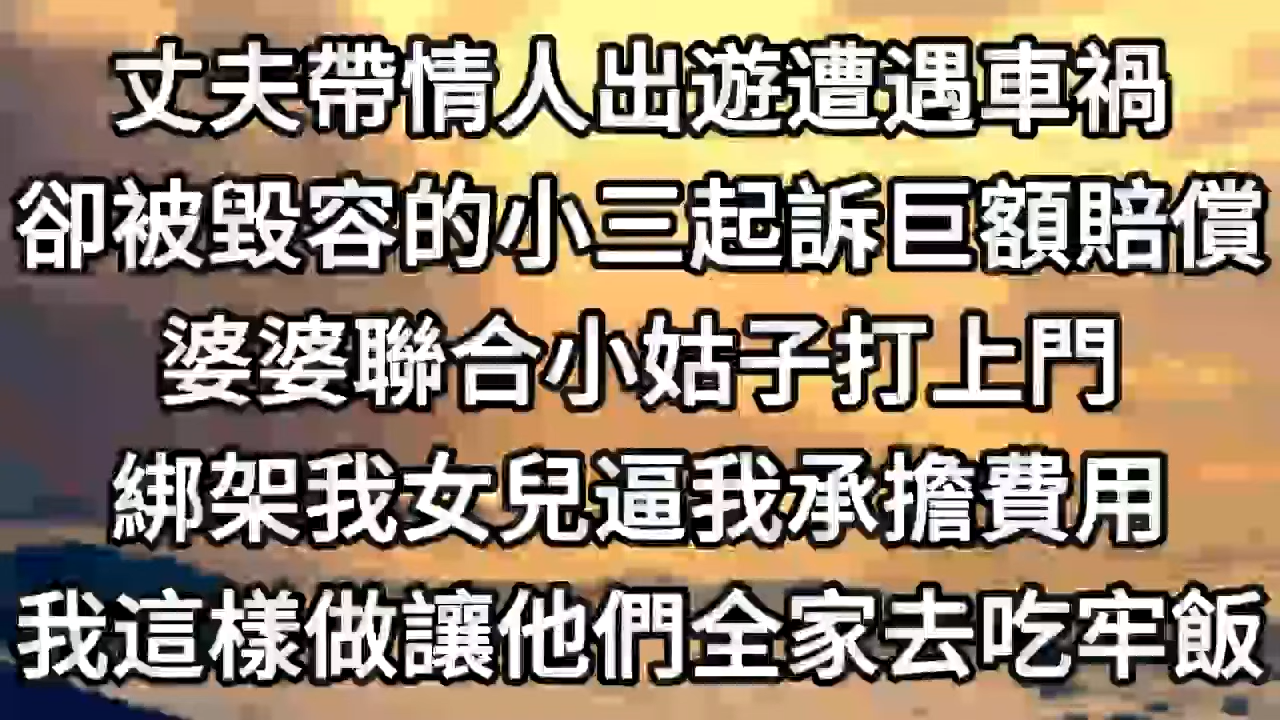 丈夫帶情人出遊遭遇車禍
卻被毀容的小三起訴巨額賠償
婆婆聯合小姑子打上門
綁架我女兒逼我承擔費用
我這樣做讓他們全家去吃牢飯